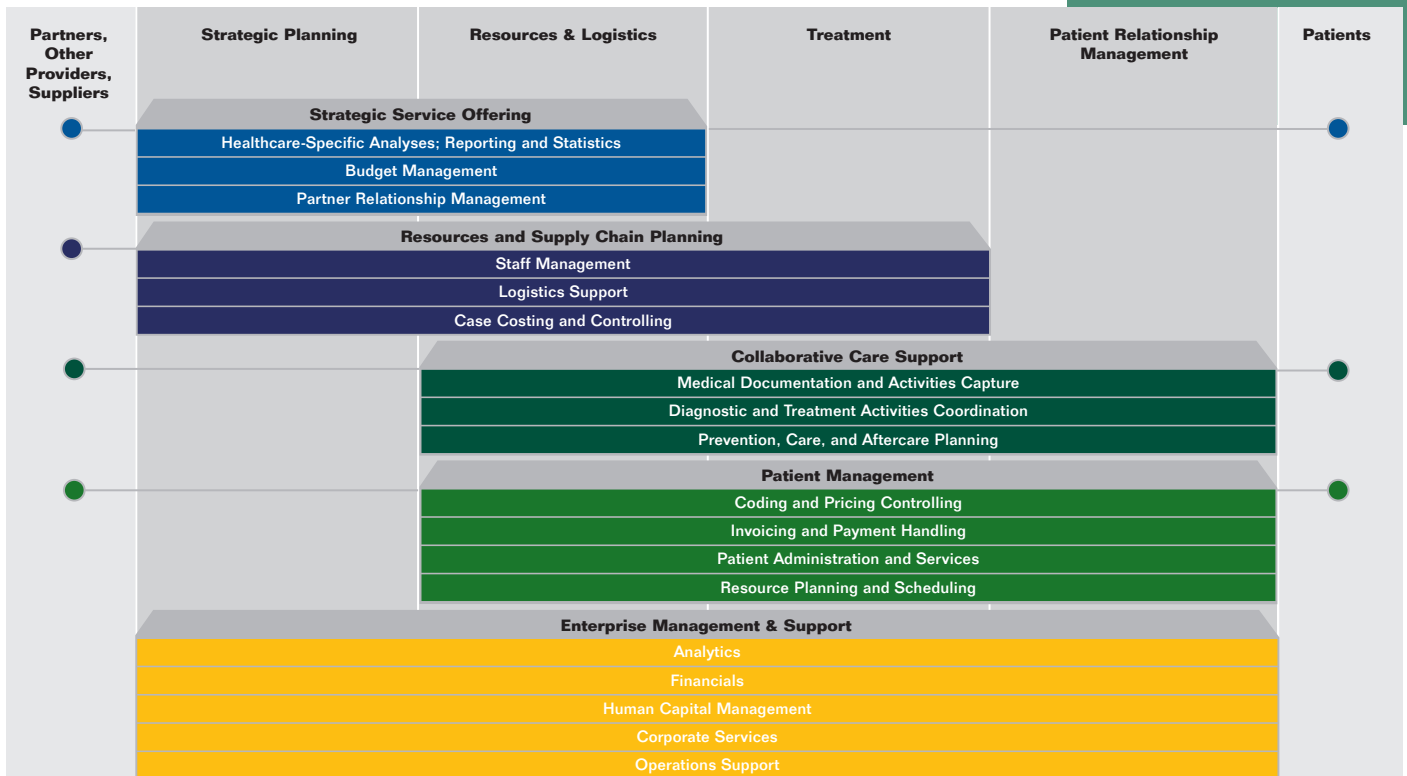 Partners,
Other
Providers,
Suppliers
Strategic Planning
Resources & Logistics
Treatment
Patient Relationship
Management
Patients
Strategic Service Offering
Healthcare-Specific Analyses; Reporting and Statistics
Budget Management
Partner Relationship Management
Resources and Supply Chain Planning
Staff Management
Logistics Support
Case Costing and Controlling
Collaborative Care Support
Medical Documentation and Activities Capture
Diagnostic and Treatment Activities Coordination
Prevention, Care, and Aftercare Planning
Patient Management
Coding and Pricing Controlling
Invoicing and Payment Handling
Patient Administration and Services
Resource Planning and Scheduling
Enterprise Management & Support
Analytics
Financials
Human Capital Management
Corporate Services
Operations Support